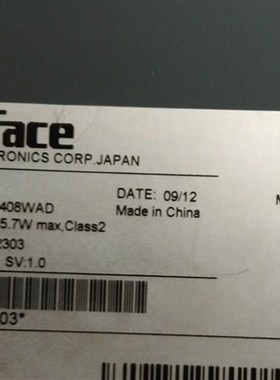 face
RONICS CORP.JAPAN
DATE: 09/12
408WAD
Made in China
5.7W max,Class2
2303
SV:1.0
03*